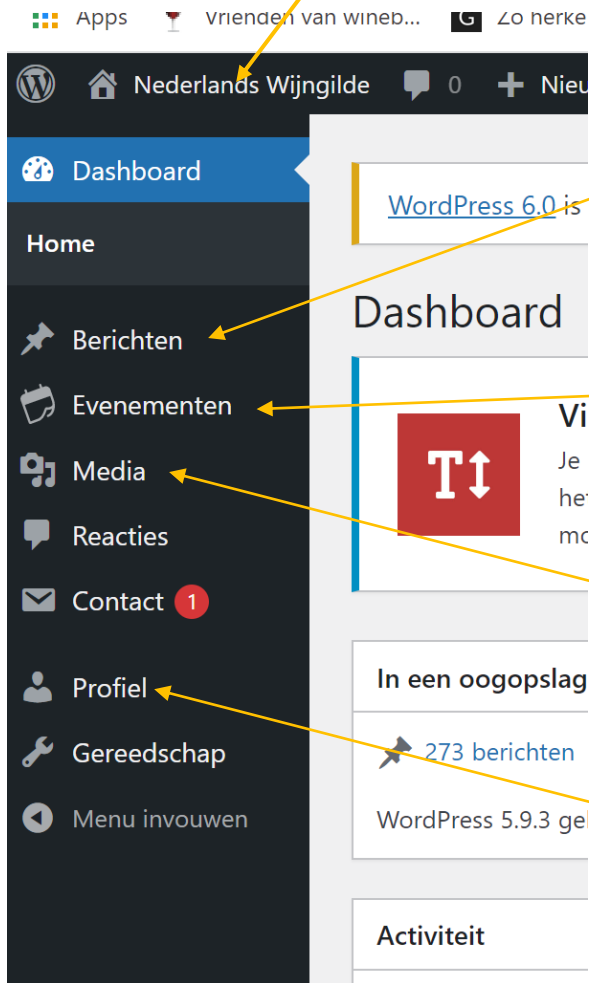 Apps Vrienden van wineb... G Zo herke
Nederlands Wijngilde 0 Nieu
Dashboard
Home
Berichten
Evenementen
Media
Reacties
Contact 1
Profiel
Gereedschap
Menu invouwen
WordPress 6.0 is
Dashboard
Vi
Je
het
mo
T
In een oogopslag
273 berichten
WordPress 5.9.3 gel
Activiteit